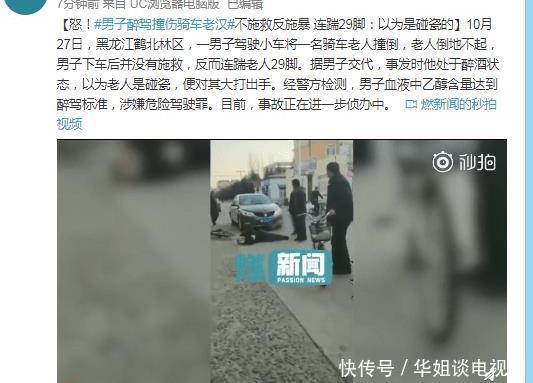 7分钟前 来自 UC浏览器电脑版 已编辑
【怒！#男子醉驾撞伤骑车老汉#不施救反施暴 连踹29脚：以为是碰瓷的】10月
27日，黑龙江鹤北林区，一男子驾驶小车将一名骑车老人撞倒，老人倒地不起，
男子下车后并没有施救，反而连踹老人29脚。据男子交代，事发时他处于醉酒状
态，以为老人是碰瓷，便对其大打出手。经警方检测，男子血液中乙醇含量达到
醉驾标准，涉嫌危险驾驶罪。目前，事故正在进一步侦办中。 燃新闻的秒拍
视频
秒拍
燃新闻
PASSION NEWS
快传号/华姐谈电视